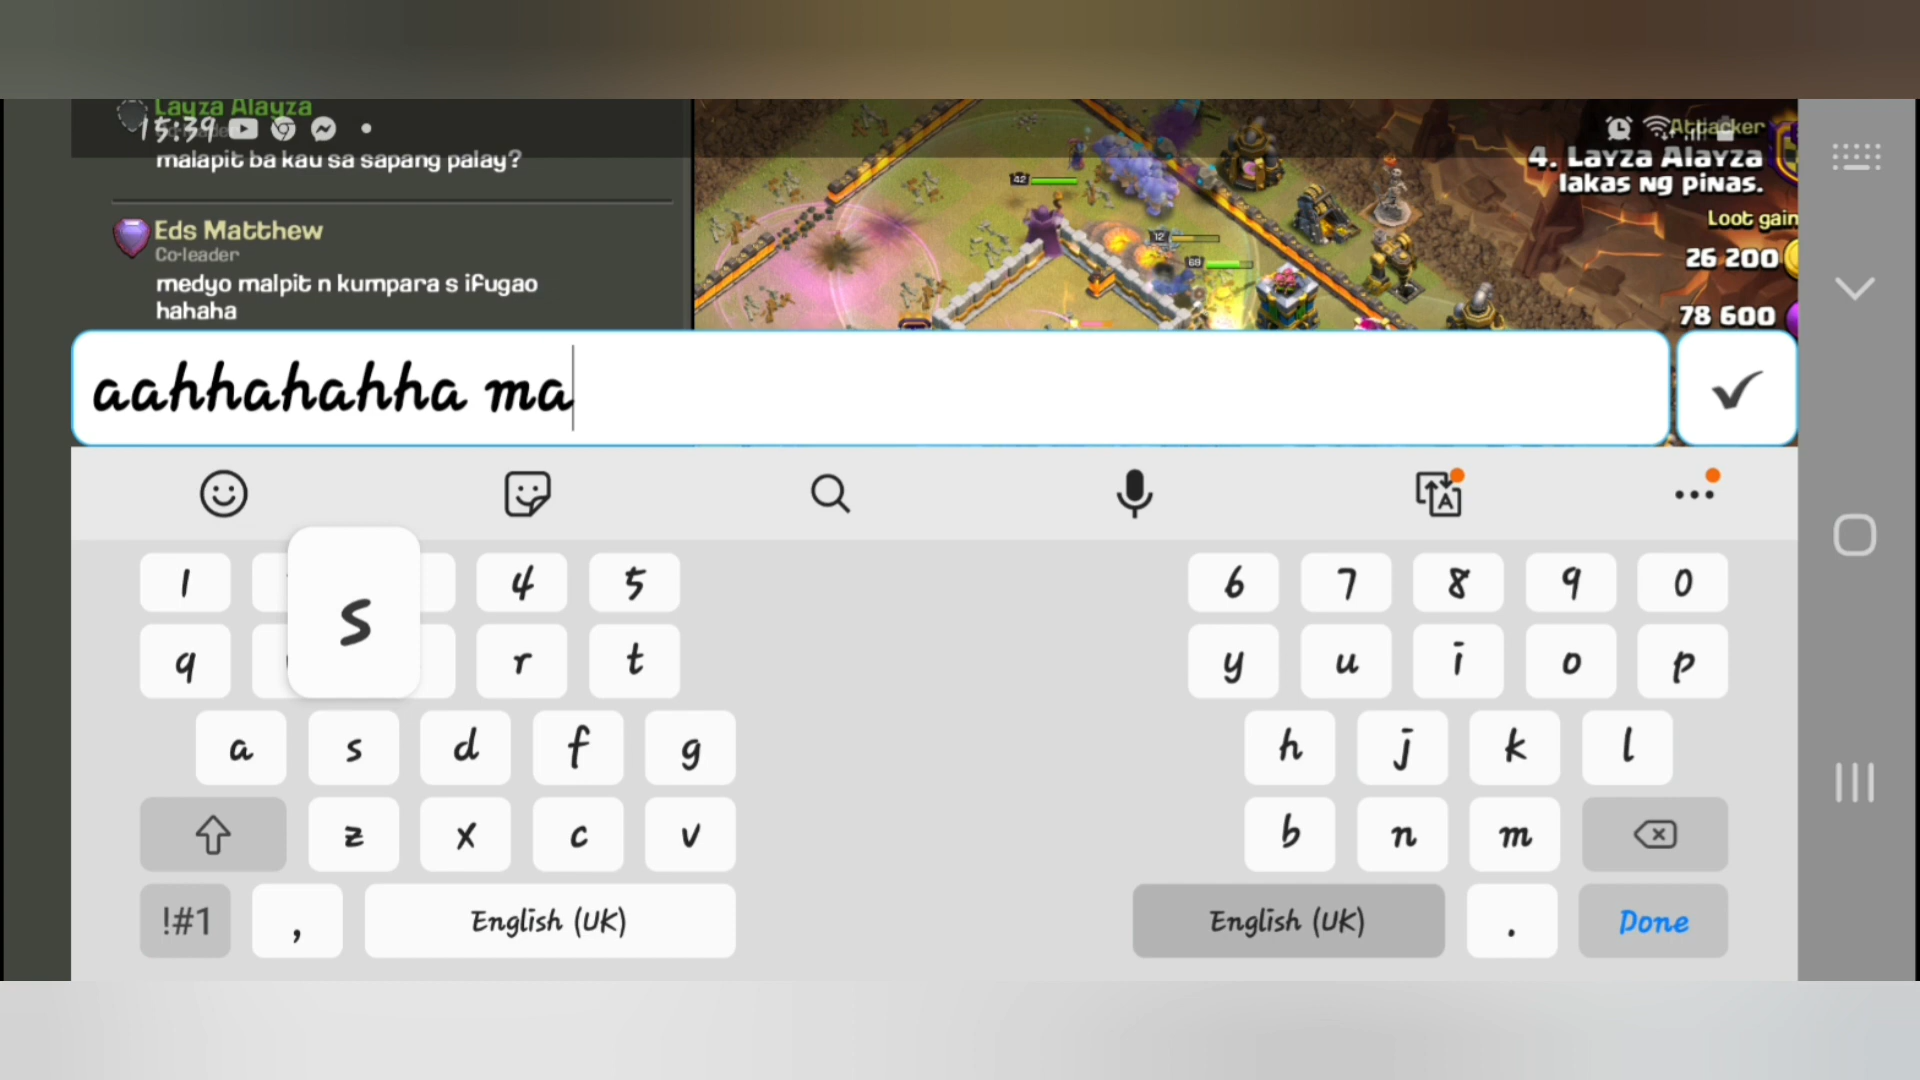 Layza Alayza
15:39
Attacker
malapit ba kau sa sapang palay?
4. Layza Alayza
lakas ng pinas.
Loot gain
Eds Matthew
Co-leader
26 200
medyo malpit n kumpara s ifugao
hahaha
78 600
42
12
68
aahhahahha ma
1 4 5 6 7 8 9 0
s
q r t y u i o p
a s d f g h j k l
z x c v b n m
!#1 , English (UK) English (UK) . Done